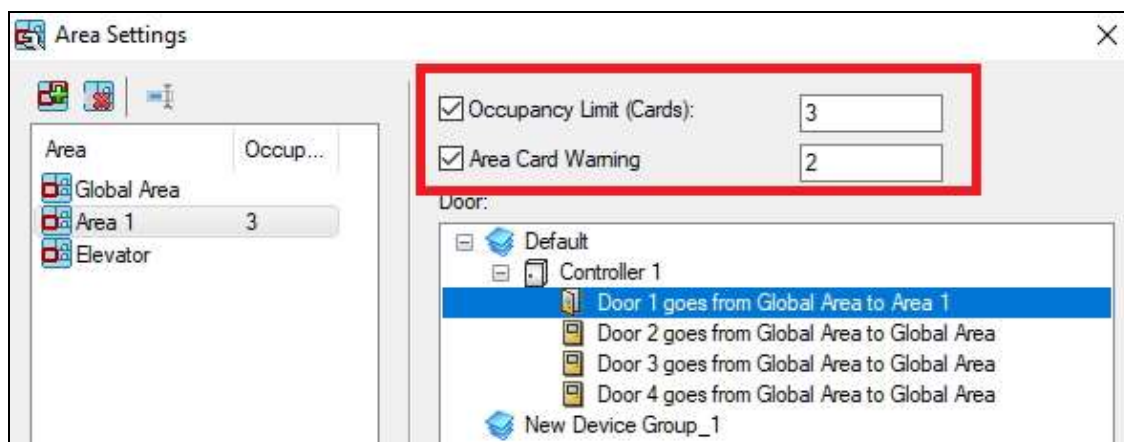 Area Settings
Occupancy Limit (Cards): 3
Area Card Warning 2
Area Occup...
Global Area
Area 1 3
Elevator
Door:
Default
Controller 1
Door 1 goes from Global Area to Area 1
Door 2 goes from Global Area to Global Area
Door 3 goes from Global Area to Global Area
Door 4 goes from Global Area to Global Area
New Device Group_1